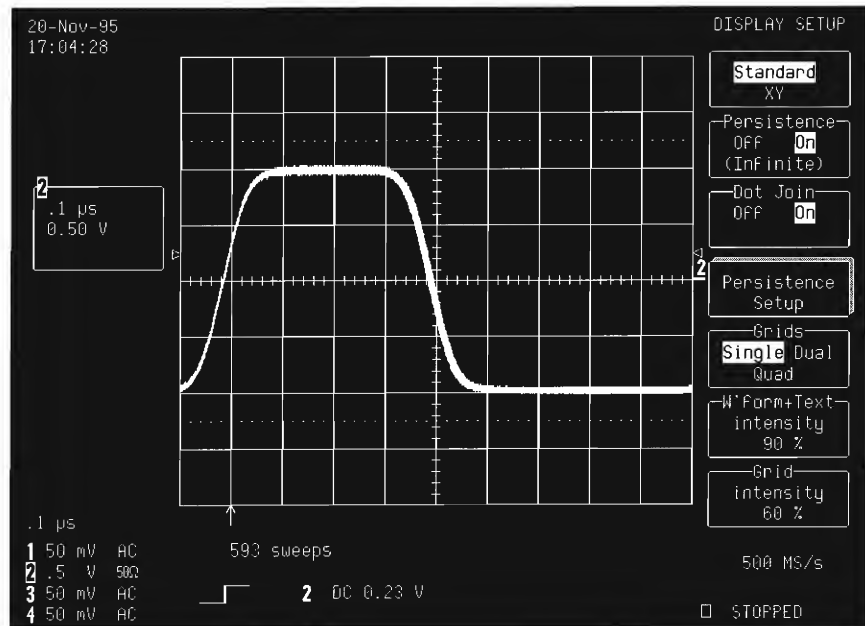 20-Nov-95
17:04:28
DISPLAY SETUP
Standard
XY
Persistence
Off On
(Infinite)
Dot Join
Off On
Persistence
Setup
Grids
Single Dual
Quad
W'form+Text
intensity
90 %
Grid
intensity
60 %
2
.1 µs
0.50 V
2
.1 µs
1 50 mV AC
2 .5 V 50Ω
3 50 mV AC
4 50 mV AC
593 sweeps
2 DC 0.23 V
500 MS/s
STOPPED